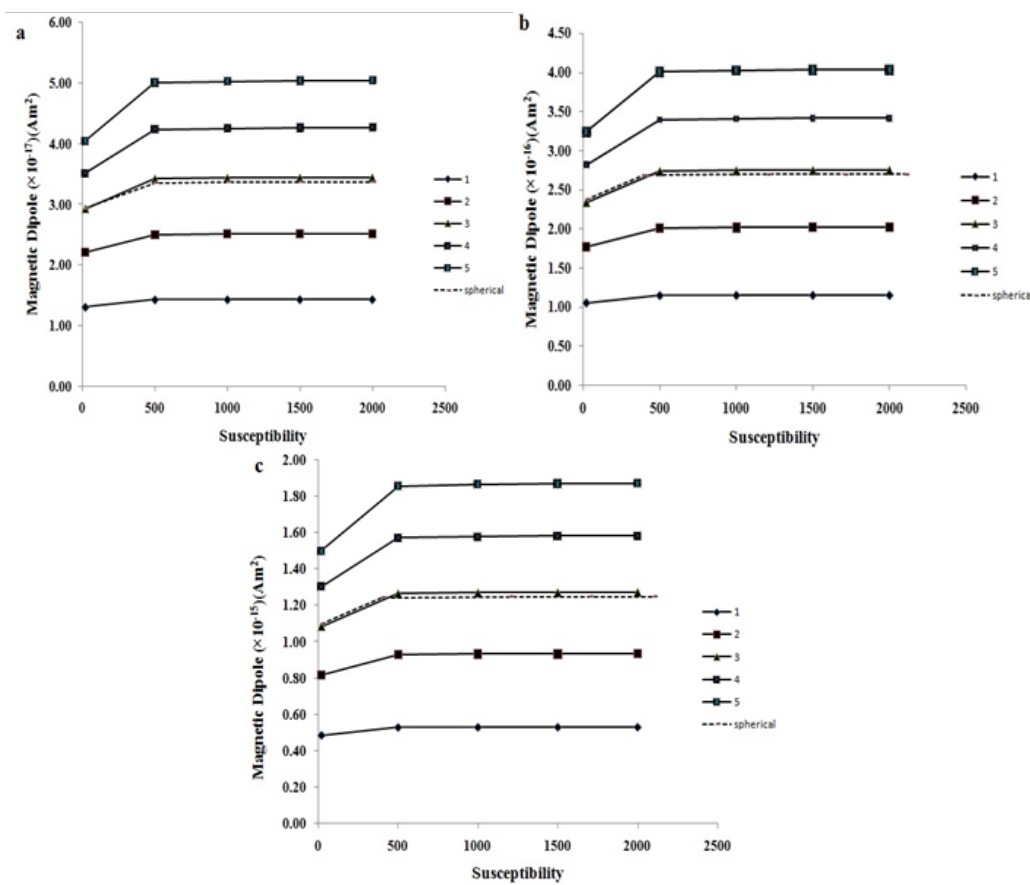 a
Magnetic Dipole (×10⁻¹⁷)(Am²)
6.00
5.00
4.00
3.00
2.00
1.00
0.00
0 500 1000 1500 2000 2500
Susceptibility
1
2
3
4
5
spherical
b
Magnetic Dipole (×10⁻¹⁶)(Am²)
4.50
4.00
3.50
3.00
2.50
2.00
1.50
1.00
0.50
0.00
0 500 1000 1500 2000 2500
Susceptibility
1
2
3
4
5
spherical
c
Magnetic Dipole (×10⁻¹⁵)(Am²)
2.00
1.80
1.60
1.40
1.20
1.00
0.80
0.60
0.40
0.20
0.00
0 500 1000 1500 2000 2500
Susceptibility
1
2
3
4
5
spherical